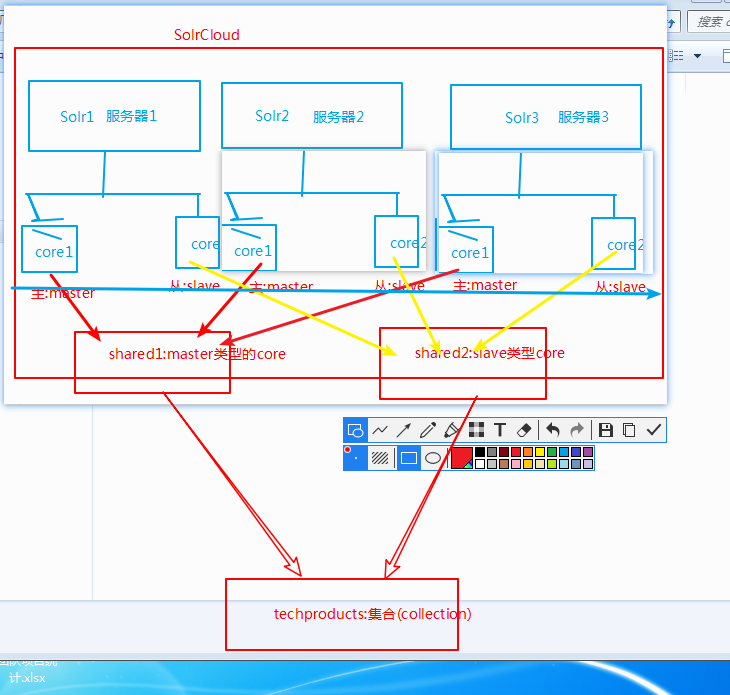 搜索
SolrCloud
Solr1 服务器1
Solr2 服务器2
Solr3 服务器3
core1
core
core1
core2
core1
core2
主:master
从:slave
主:master
从:slave
主:master
从:slave
shared1:master类型的core
shared2:slave类型core
T
techproducts:集合(collection)
计.xlsx